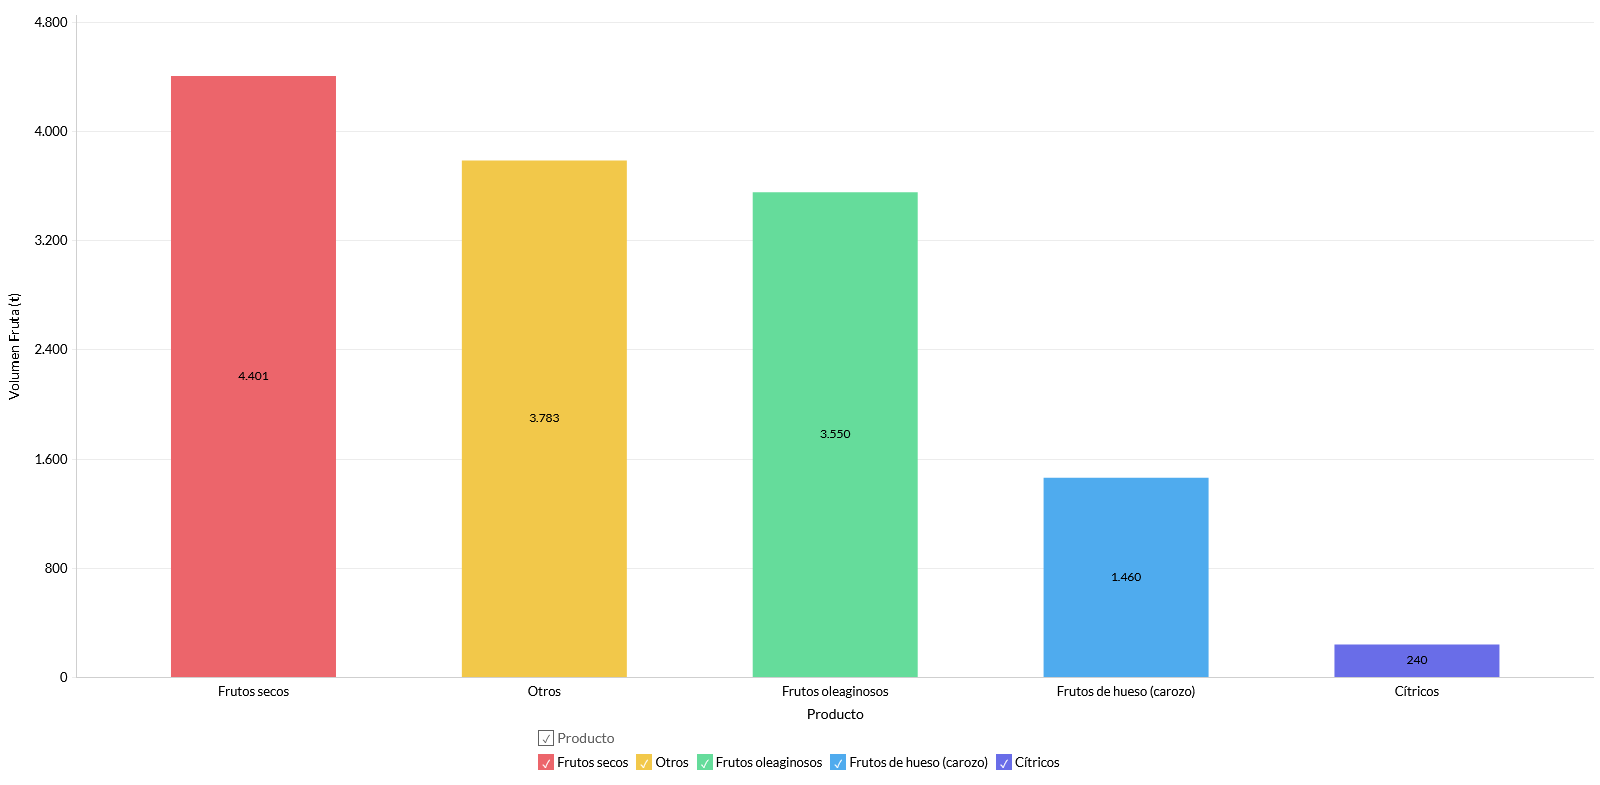 Volumen Fruta (t)
4.800
4.000
3.200
2.400
1.600
800
0
4.401
3.783
3.550
1.460
240
Frutos secos
Otros
Frutos oleaginosos
Frutos de hueso (carozo)
Cítricos
Producto
Producto
Frutos secos Otros Frutos oleaginosos Frutos de hueso (carozo) Cítricos